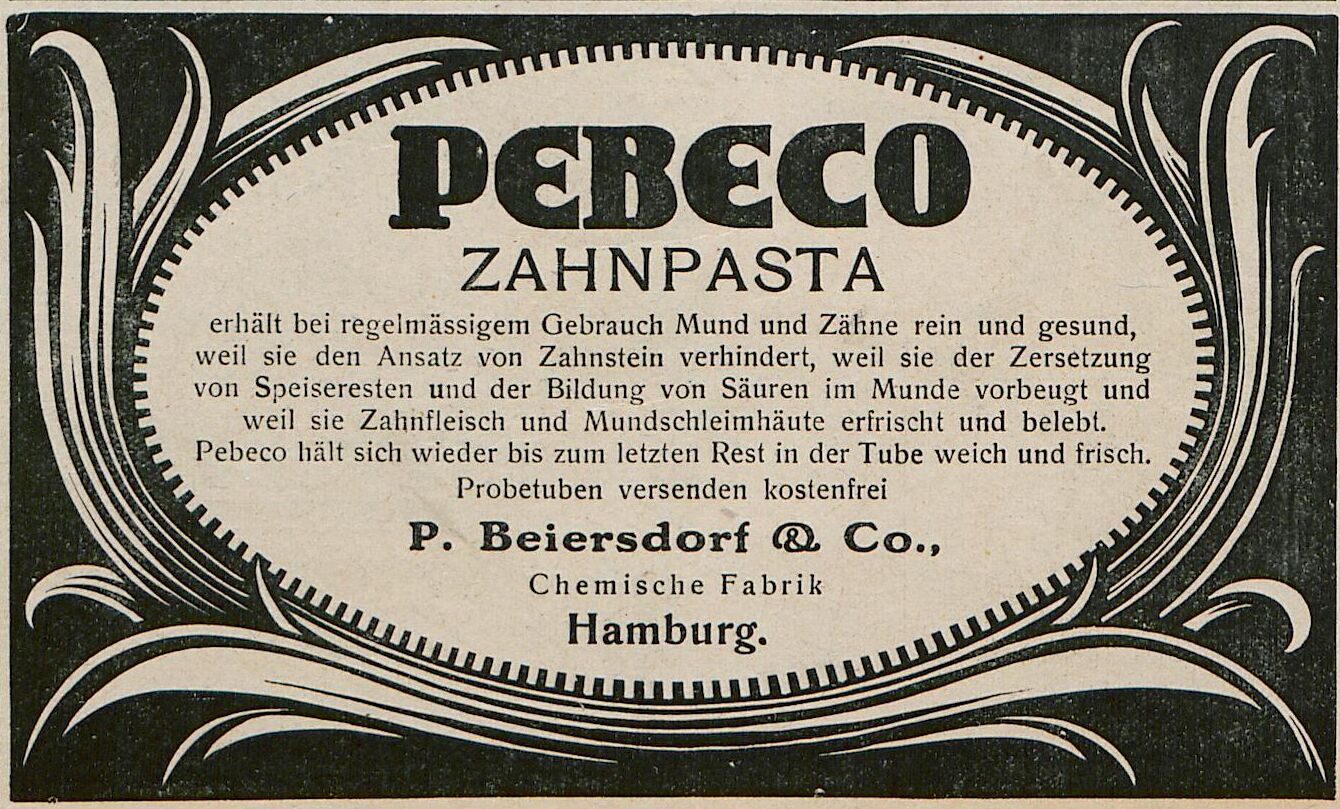 PEBECO
ZAHNPASTA
erhält bei regelmässigem Gebrauch Mund und Zähne rein und gesund,
weil sie den Ansatz von Zahnstein verhindert, weil sie der Zersetzung
von Speiseresten und der Bildung von Säuren im Munde vorbeugt und
weil sie Zahnfleisch und Mundschleimhäute erfrischt und belebt.
Pebeco hält sich wieder bis zum letzten Rest in der Tube weich und frisch.
Probetuben versenden kostenfrei
P. Beiersdorf & Co.,
Chemische Fabrik
Hamburg.